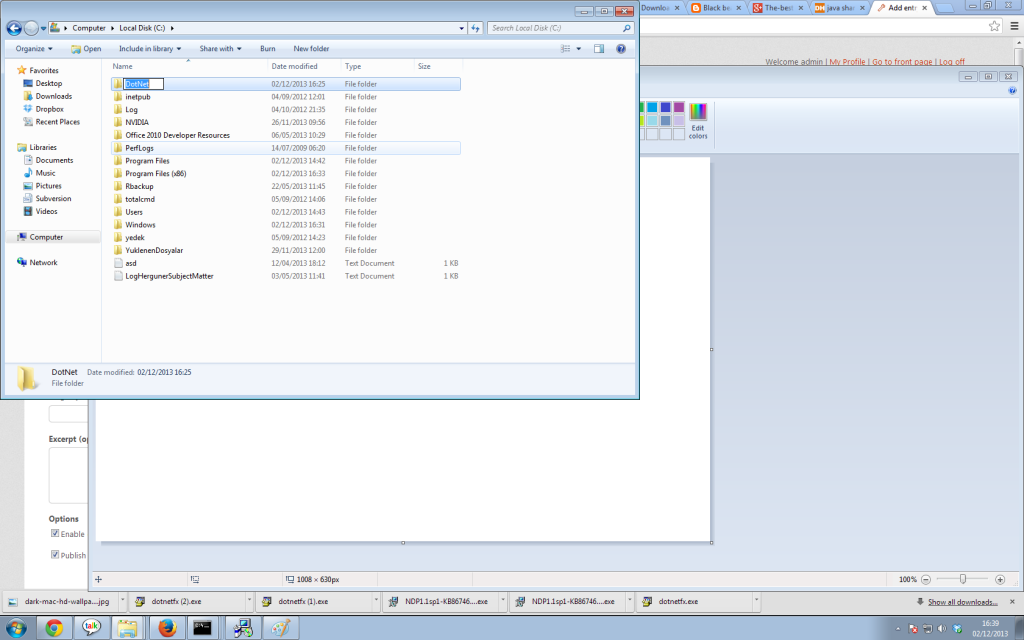 Computer ▸ Local Disk (C:) ▸
Search Local Disk (C:)
Organize Open Include in library Share with Burn New folder
Name Date modified Type Size
Favorites
Desktop
Downloads
Dropbox
Recent Places
Libraries
Documents
Music
Pictures
Subversion
Videos
Computer
Network
DotNet 02/12/2013 16:25 File folder
inetpub 04/09/2012 12:01 File folder
Log 04/10/2012 21:35 File folder
NVIDIA 26/11/2013 09:56 File folder
Office 2010 Developer Resources 06/05/2013 10:29 File folder
PerfLogs 14/07/2009 06:20 File folder
Program Files 02/12/2013 14:42 File folder
Program Files (x86) 02/12/2013 16:33 File folder
Rbackup 22/05/2013 11:45 File folder
totalcmd 05/09/2012 14:06 File folder
Users 02/12/2013 14:43 File folder
Windows 02/12/2013 16:31 File folder
yedek 05/09/2012 14:23 File folder
YuklenenDosyalar 29/11/2013 12:00 File folder
asd 12/04/2013 18:12 Text Document 1 KB
LogHergunerSubjectMatter 03/05/2013 11:41 Text Document 1 KB
DotNet Date modified: 02/12/2013 16:25
File folder
Downlo Black be The-best java sha Add entr
Welcome admin | My Profile | Go to front page | Log off
Edit
colors
Excerpt (o
Options
Enable
Publish
1008 × 630px
100%
dark-mac-hd-wallpa....jpg dotnetfx (2).exe dotnetfx (1).exe NDP1.1sp1-KB86746....exe NDP1.1sp1-KB86746....exe dotnetfx.exe Show all downloads...
talk
16:39
02/12/2013